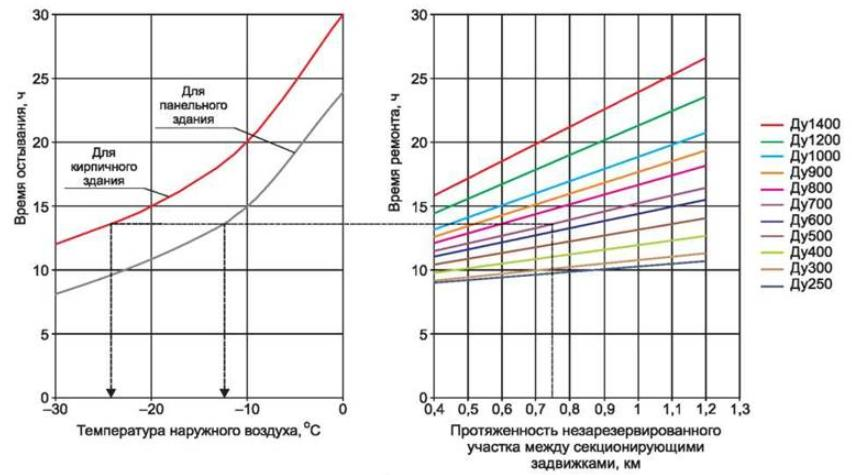 30
25
20
15
10
5
0
Время остывания, ч
Для
панельного
здания
Для
кирпичного
здания
–30
–20
–10
0
Температура наружного воздуха, °С
30
25
20
15
10
5
0
Время ремонта, ч
0,4 0,5 0,6 0,7 0,8 0,9 1 1,1 1,2 1,3
Протяженность незарезервированного
участка между секционирующими
задвижками, км
Ду1400
Ду1200
Ду1000
Ду900
Ду800
Ду700
Ду600
Ду500
Ду400
Ду300
Ду250